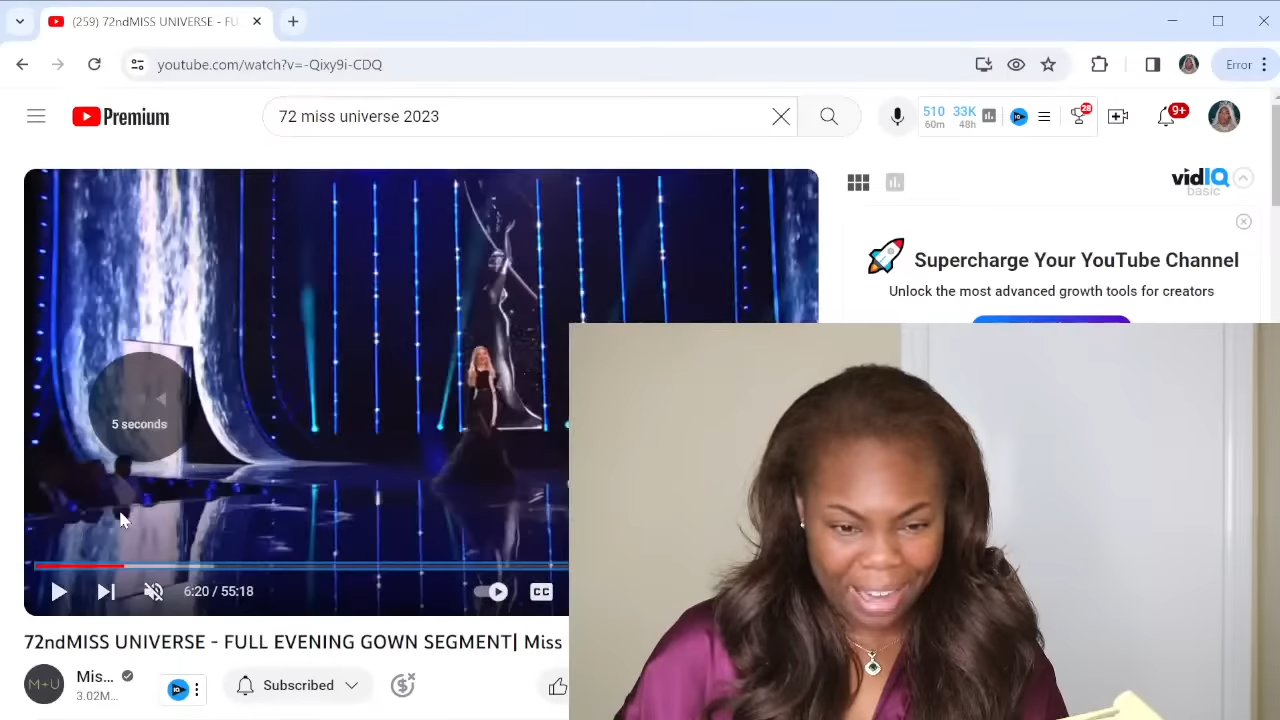 (259) 72ndMISS UNIVERSE - FU
youtube.com/watch?v=-Qixy9i-CDQ
Error
Premium
72 miss universe 2023
510 33K
60m 48h
28
9+
vidIQ
basic
Supercharge Your YouTube Channel
Unlock the most advanced growth tools for creators
5 seconds
6:20 / 55:18
CC
72ndMISS UNIVERSE - FULL EVENING GOWN SEGMENT| Miss
M+U
Mis...
3.02M...
Subscribed